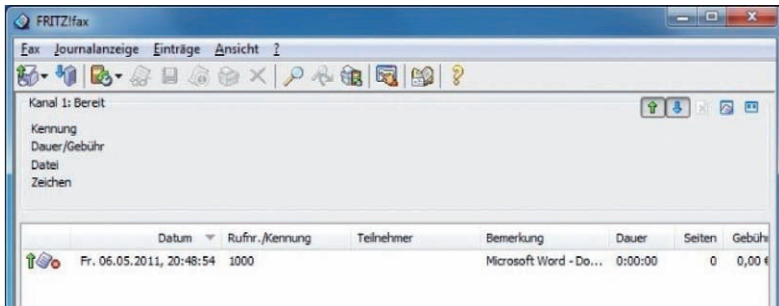 FRITZ!fax
Fax Journalanzeige Einträge Ansicht ?
Kanal 1: Bereit
Kennung
Dauer/Gebühr
Datei
Zeichen
Datum Rufnr./Kennung Teilnehmer Bemerkung Dauer Seiten Gebüh
Fr. 06.05.2011, 20:48:54 1000 Microsoft Word - Do... 0:00:00 0 0,00 €